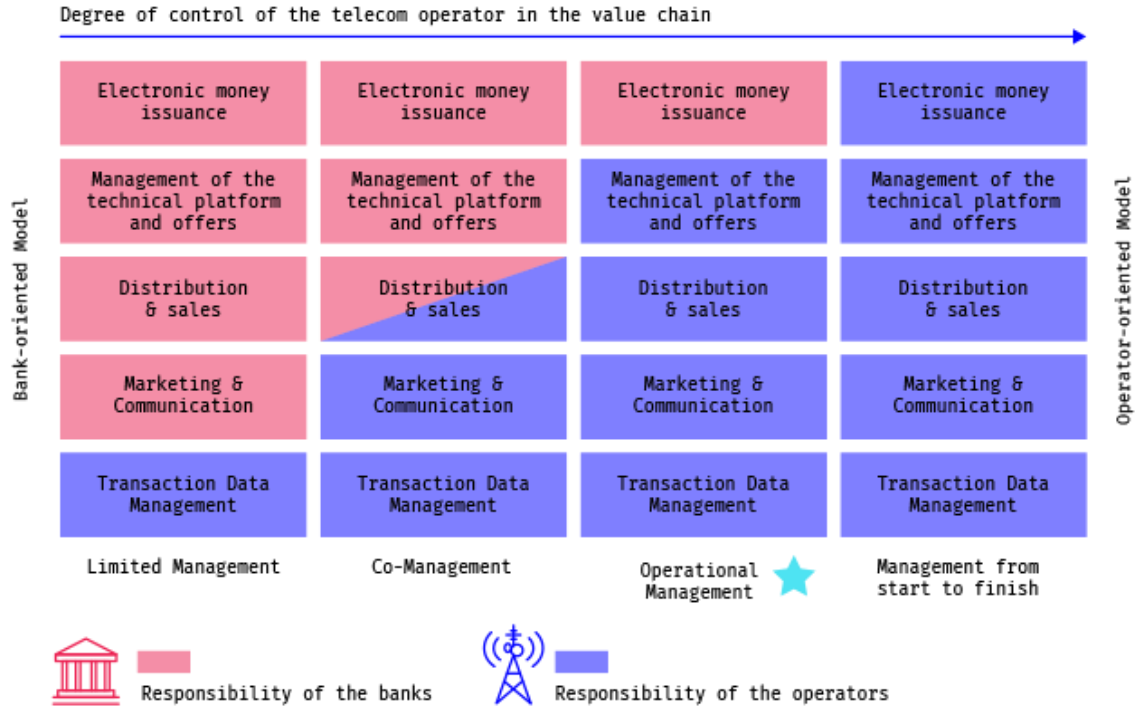 Degree of control of the telecom operator in the value chain
Bank-oriented Model
Operator-oriented Model
Electronic money
issuance
Electronic money
issuance
Electronic money
issuance
Electronic money
issuance
Management of the
technical platform
and offers
Management of the
technical platform
and offers
Management of the
technical platform
and offers
Management of the
technical platform
and offers
Distribution
& sales
Distribution
& sales
Distribution
& sales
Distribution
& sales
Marketing &
Communication
Marketing &
Communication
Marketing &
Communication
Marketing &
Communication
Transaction Data
Management
Transaction Data
Management
Transaction Data
Management
Transaction Data
Management
Limited Management
Co-Management
Operational
Management
Management from
start to finish
Responsibility of the banks
Responsibility of the operators